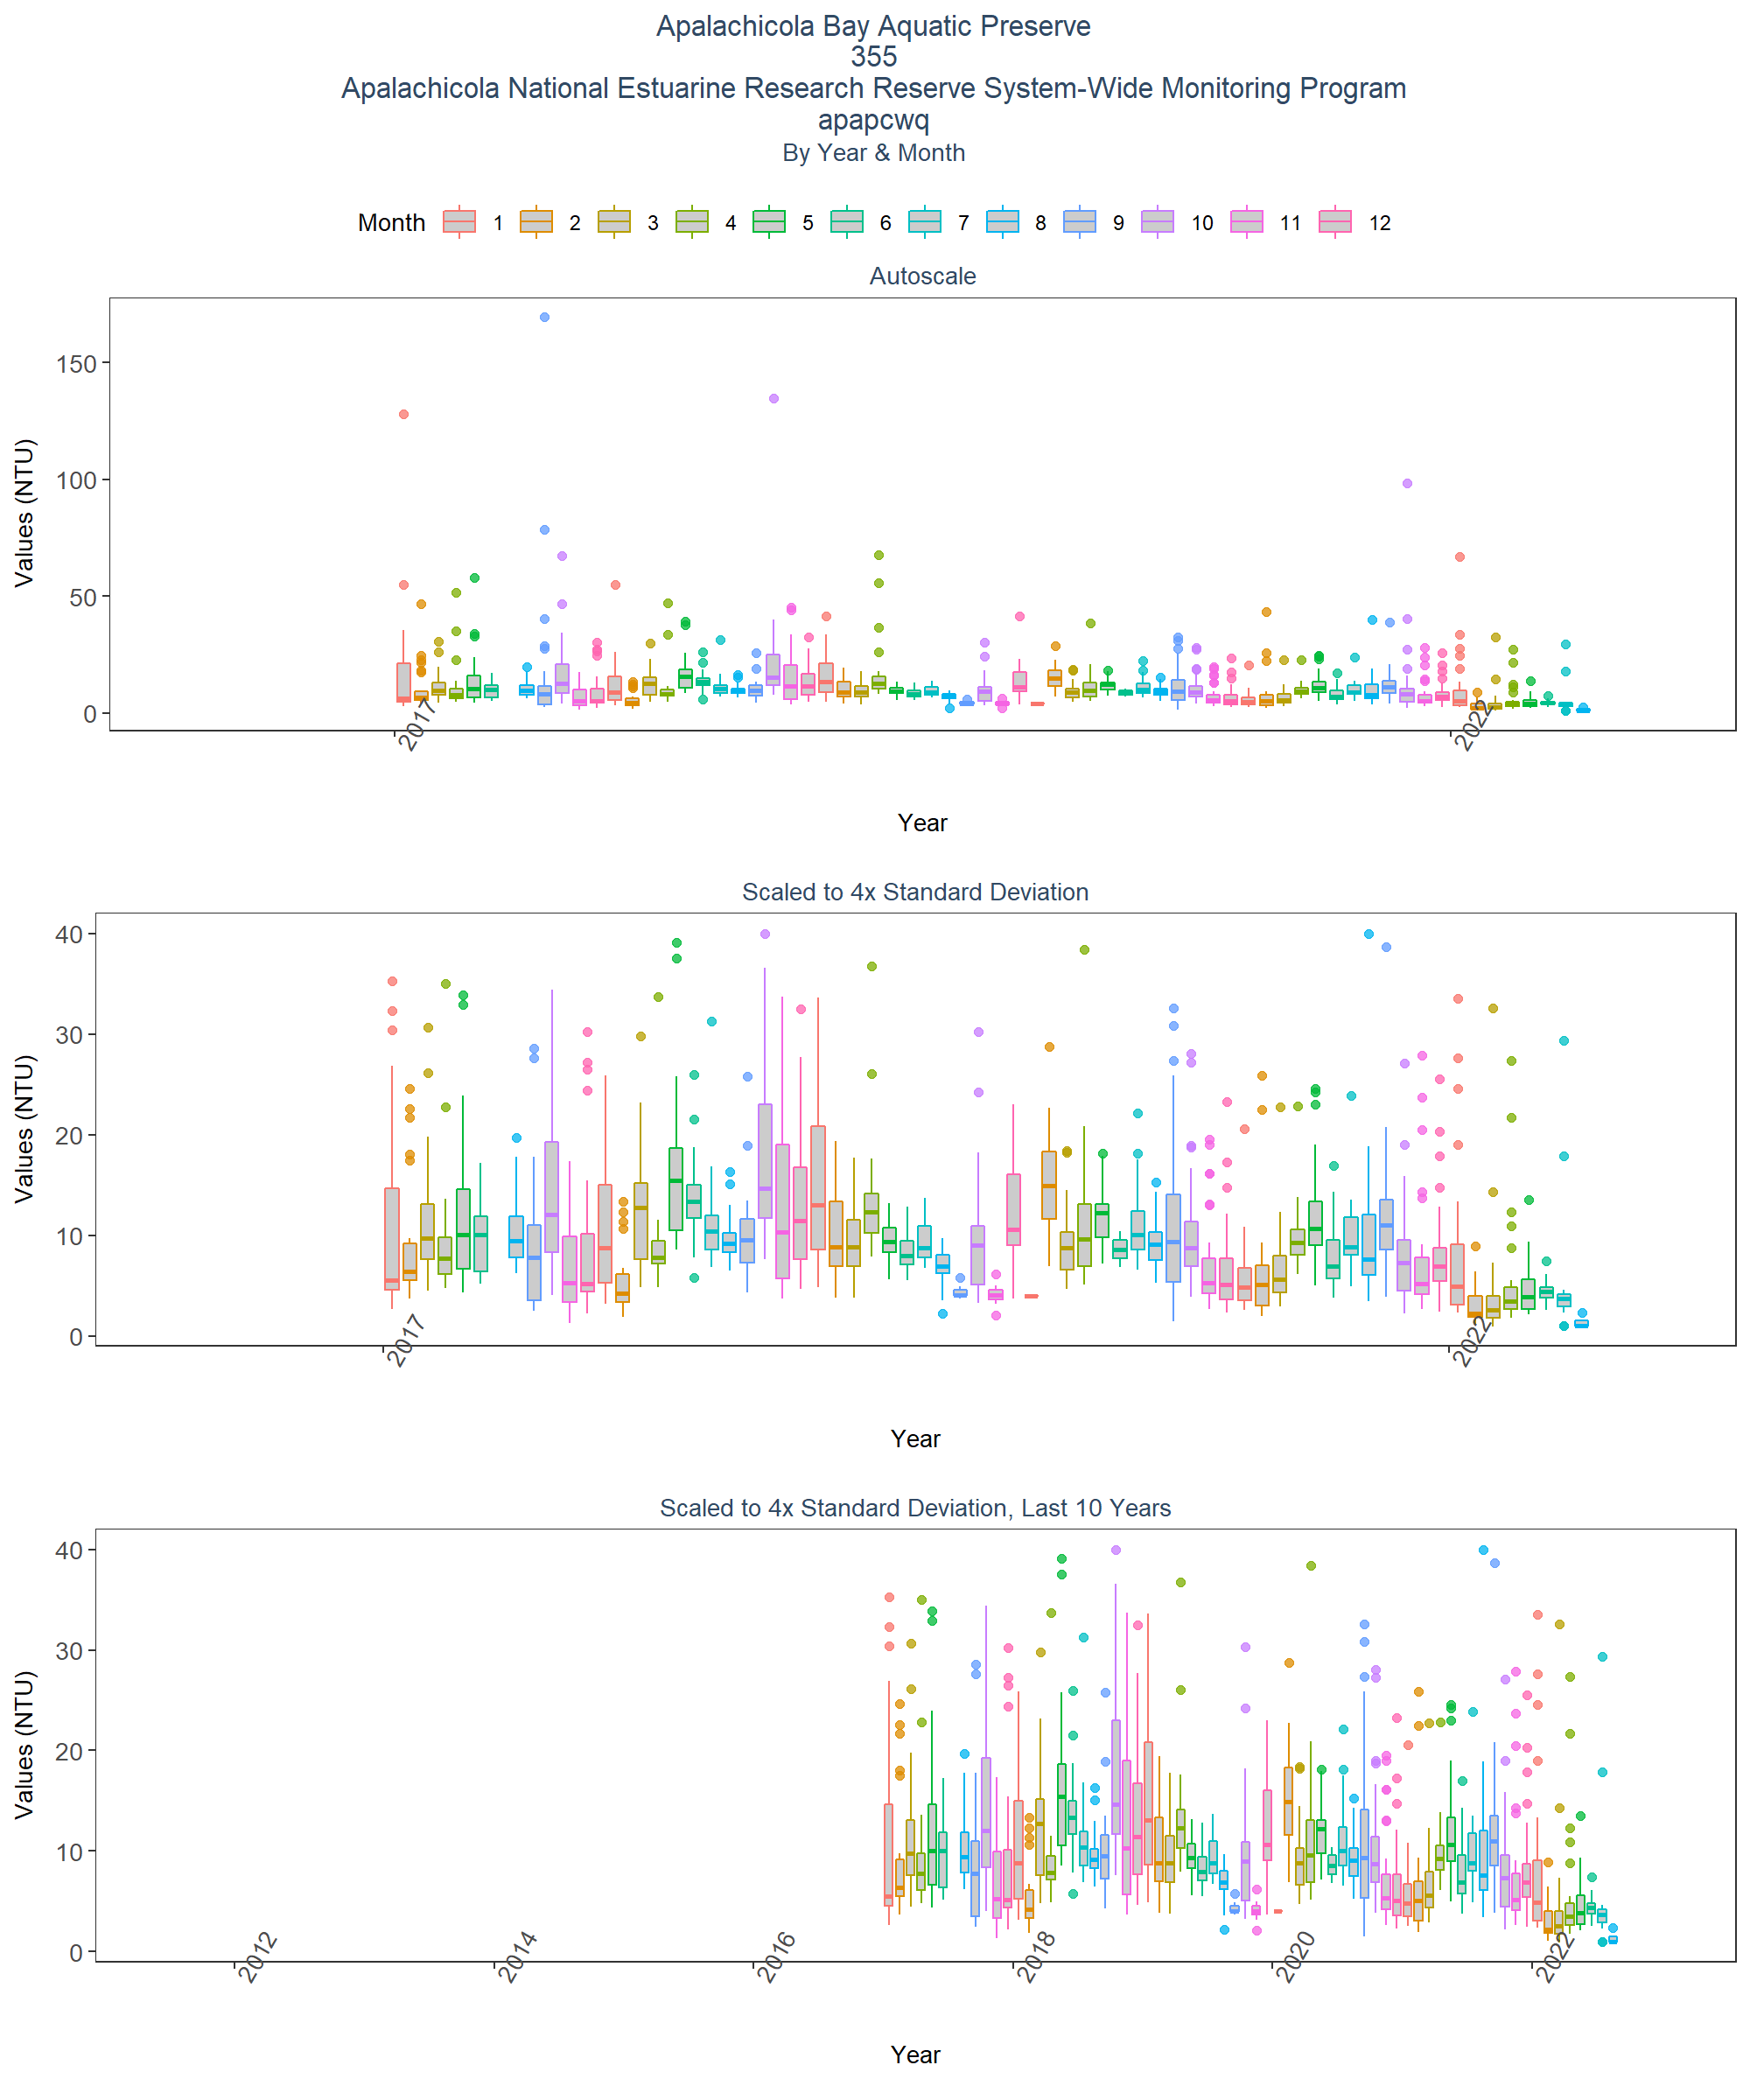 Apalachicola Bay Aquatic Preserve
355
Apalachicola National Estuarine Research Reserve System-Wide Monitoring Program
apapcwq
By Year & Month
Month 1 2 3 4 5 6 7 8 9 10 11 12
Autoscale
Values (NTU)
150
100
50
0
2017 2022
Year
Scaled to 4x Standard Deviation
Values (NTU)
40
30
20
10
0
2017 2022
Year
Scaled to 4x Standard Deviation, Last 10 Years
Values (NTU)
40
30
20
10
0
2012 2014 2016 2018 2020 2022
Year